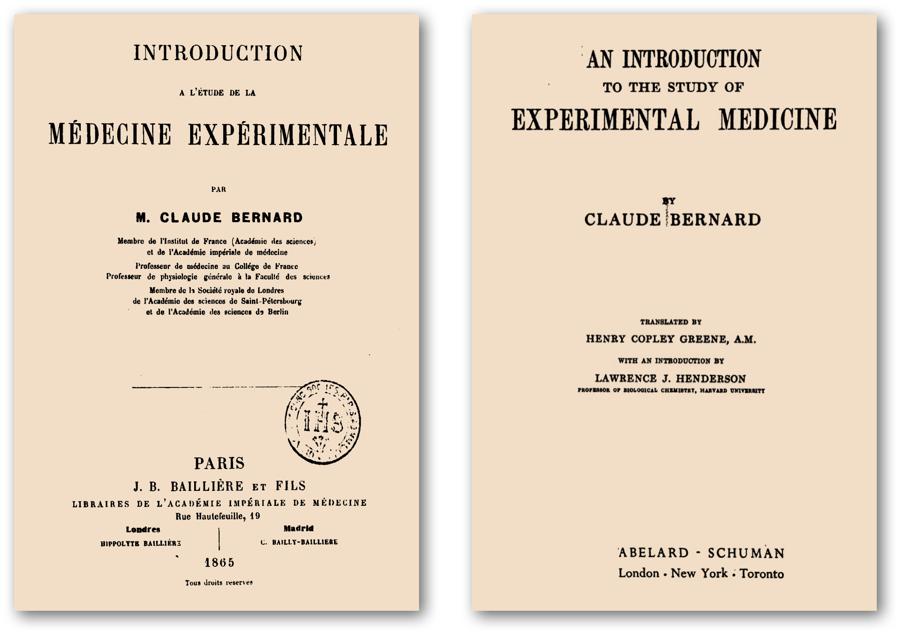 INTRODUCTION
A L'ÉTUDE DE LA
MÉDECINE EXPÉRIMENTALE
PAR
M. CLAUDE BERNARD
Membre de l'Institut de France (Académie des sciences)
et de l'Académie impériale de médecine
Professeur de médecine au Collége de France
Professeur de physiologie générale à la Faculté des sciences
Membre de la Société royale de Londres
de l'Académie des sciences de Saint-Pétersbourg
et de l'Académie des sciences de Berlin
IHS
PARIS
J. B. BAILLIÈRE ET FILS
LIBRAIRES DE L'ACADÉMIE IMPÉRIALE DE MÉDECINE
Rue Hautefeuille, 19
Londres
HIPPOLYTE BAILLIÈRE
Madrid
C. BAILLY-BAILLIERE
1865
Tous droits reservés
AN INTRODUCTION
TO THE STUDY OF
EXPERIMENTAL MEDICINE
BY
CLAUDE BERNARD
TRANSLATED BY
HENRY COPLEY GREENE, A.M.
WITH AN INTRODUCTION BY
LAWRENCE J. HENDERSON
PROFESSOR OF BIOLOGICAL CHEMISTRY, HARVARD UNIVERSITY
ABELARD - SCHUMAN
London • New York • Toronto